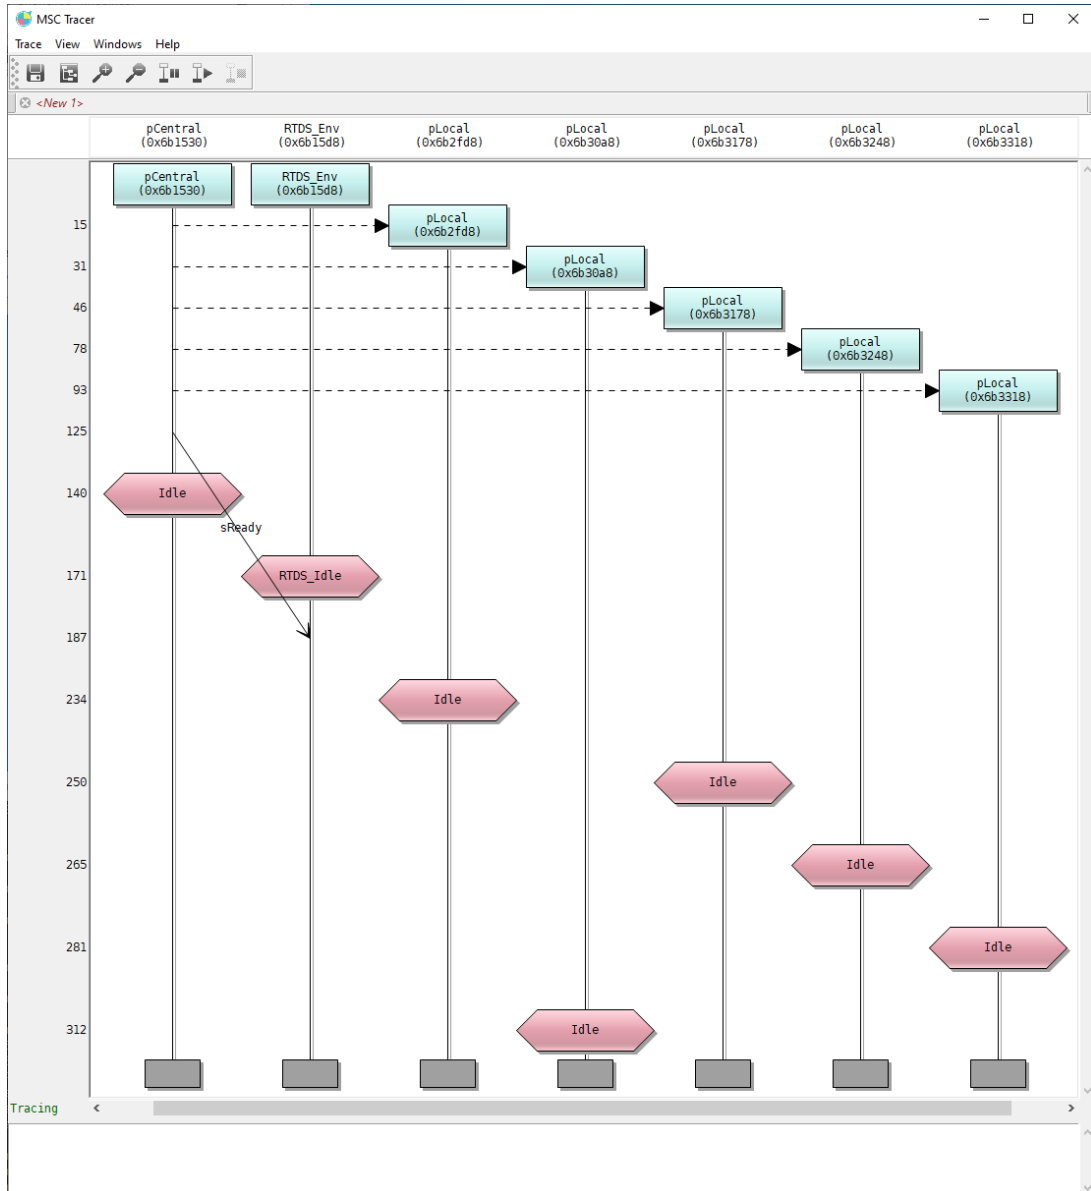 MSC Tracer
Trace View Windows Help
<New 1>
pCentral RTDS_Env pLocal pLocal pLocal pLocal pLocal
(0x6b1530) (0x6b15d8) (0x6b2fd8) (0x6b30a8) (0x6b3178) (0x6b3248) (0x6b3318)
pCentral RTDS_Env
(0x6b1530) (0x6b15d8)
pLocal
15
(0x6b2fd8)
pLocal
31
(0x6b30a8)
pLocal
46
(0x6b3178)
pLocal
78
(0x6b3248)
pLocal
93
(0x6b3318)
125
140 Idle
sReady
171 RTDS_Idle
187
234 Idle
250 Idle
265 Idle
281 Idle
312 Idle
Tracing